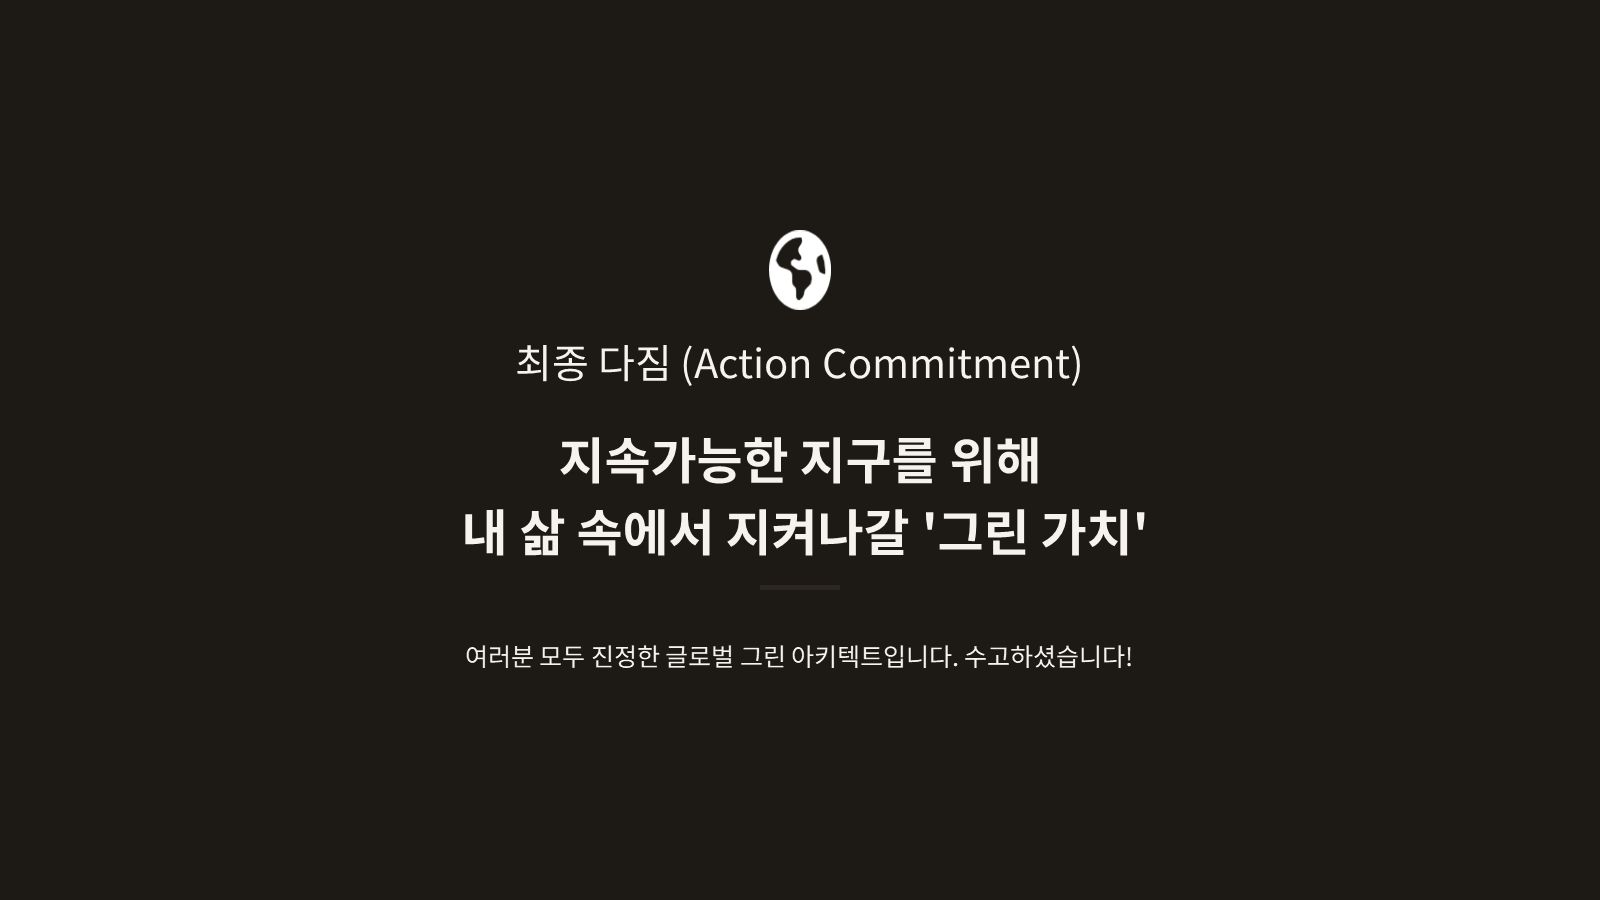 최종 다짐 (Action Commitment)
지속가능한 지구를 위해
내 삶 속에서 지켜나갈 '그린 가치'
여러분 모두 진정한 글로벌 그린 아키텍트입니다. 수고하셨습니다!